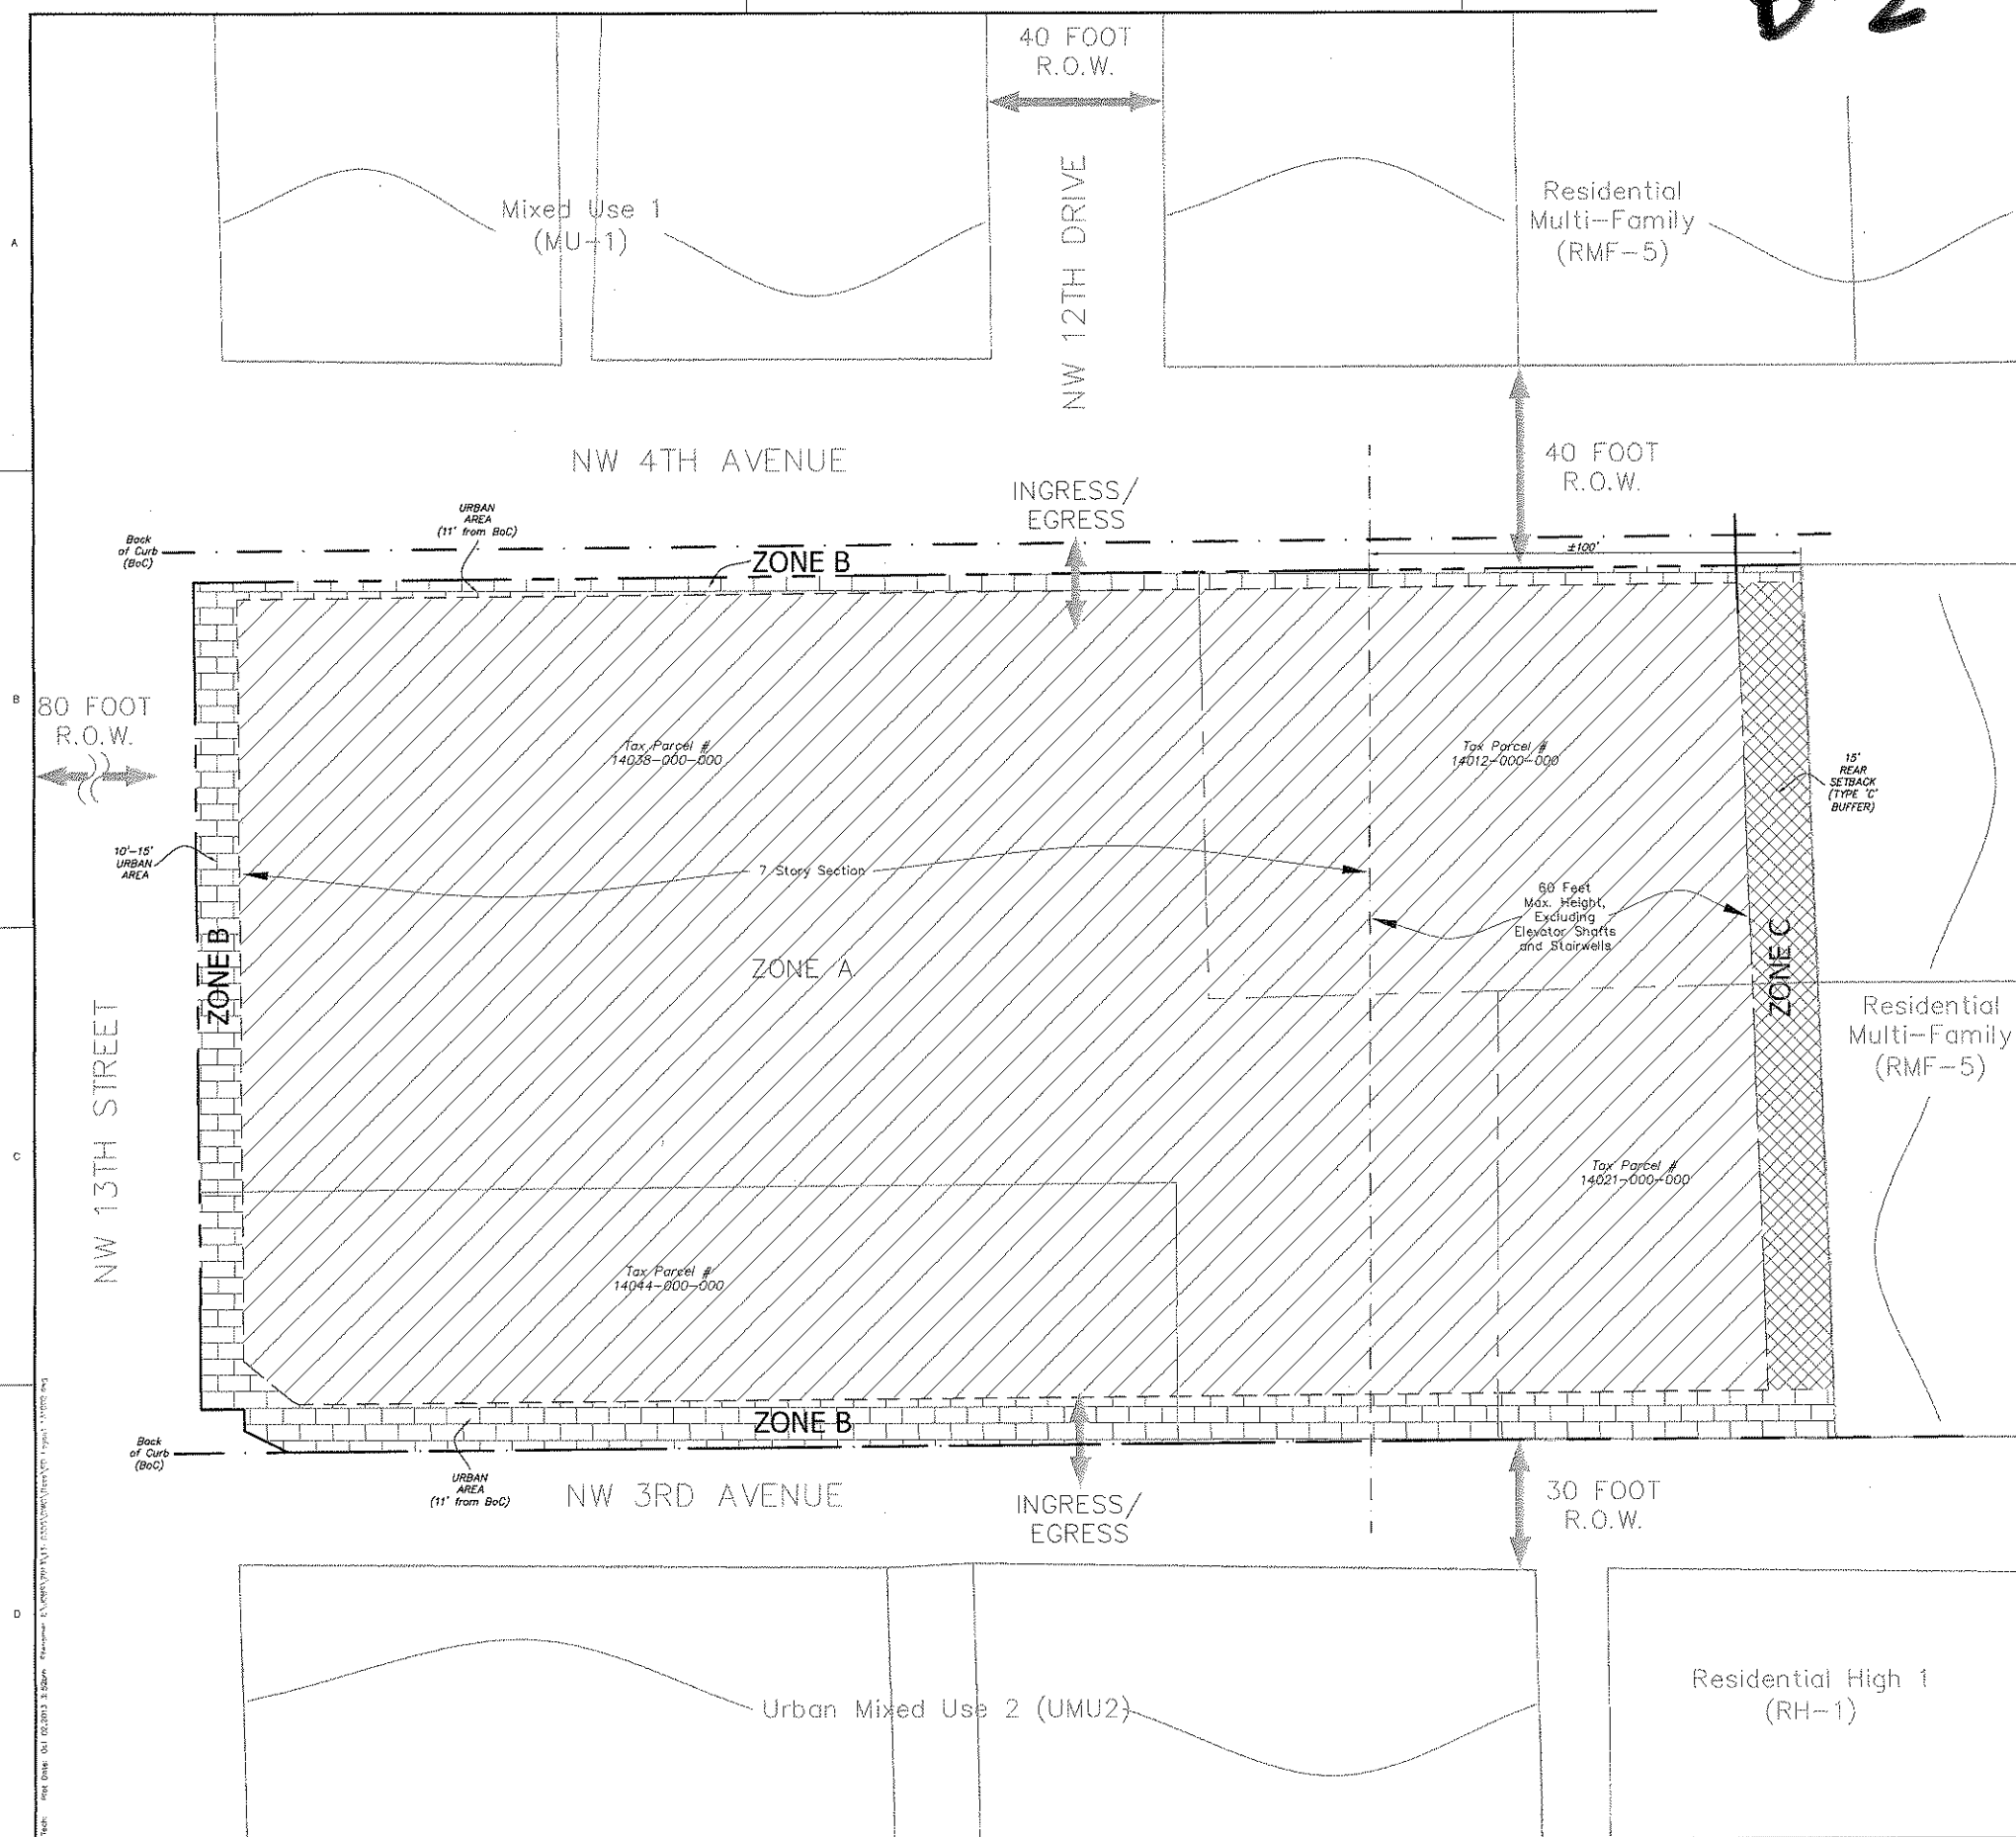 B-2
40 FOOT
R.O.W.
NW 12TH DRIVE
Mixed Use 1
(MU-1)
Residential
Multi-Family
(RMF-5)
A
NW 4TH AVENUE
40 FOOT
R.O.W.
INGRESS/
EGRESS
URBAN
AREA
(11' from BoC)
Back
of Curb
(BoC)
ZONE B
±100'
B
80 FOOT
R.O.W.
Tax Parcel #
14038-000-000
Tax Parcel #
14012-000-000
15'
REAR
SETBACK
(TYPE 'C'
BUFFER)
10'-15'
URBAN
AREA
7 Story Section
60 Feet
Max. Height,
Excluding
Elevator Shafts
and Stairwells
ZONE B
ZONE A
ZONE C
Residential
Multi-Family
(RMF-5)
NW 13TH STREET
C
Tax Parcel #
14021-000-000
Tax Parcel #
14044-000-000
ZONE B
Back
of Curb
(BoC)
URBAN
AREA
(11' from BoC)
NW 3RD AVENUE
INGRESS/
EGRESS
30 FOOT
R.O.W.
D
Urban Mixed Use 2 (UMU2)
Residential High 1
(RH-1)